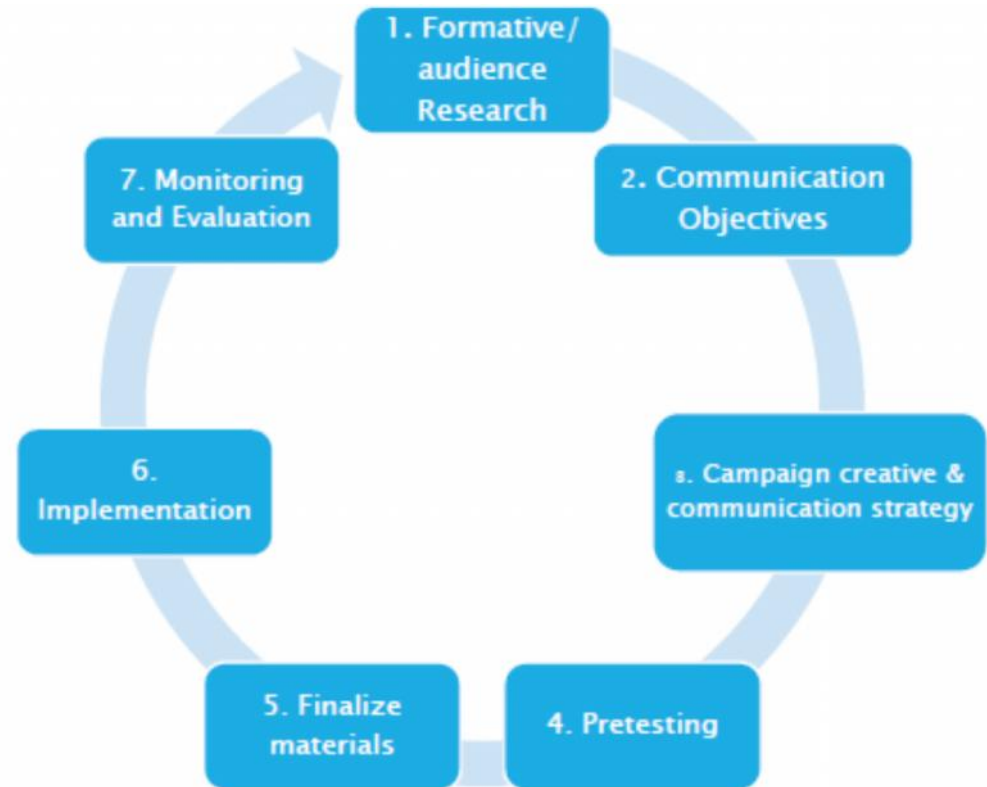 1. Formative/
audience
Research
2. Communication
Objectives
3. Campaign creative &
communication strategy
4. Pretesting
5. Finalize
materials
6.
Implementation
7. Monitoring
and Evaluation